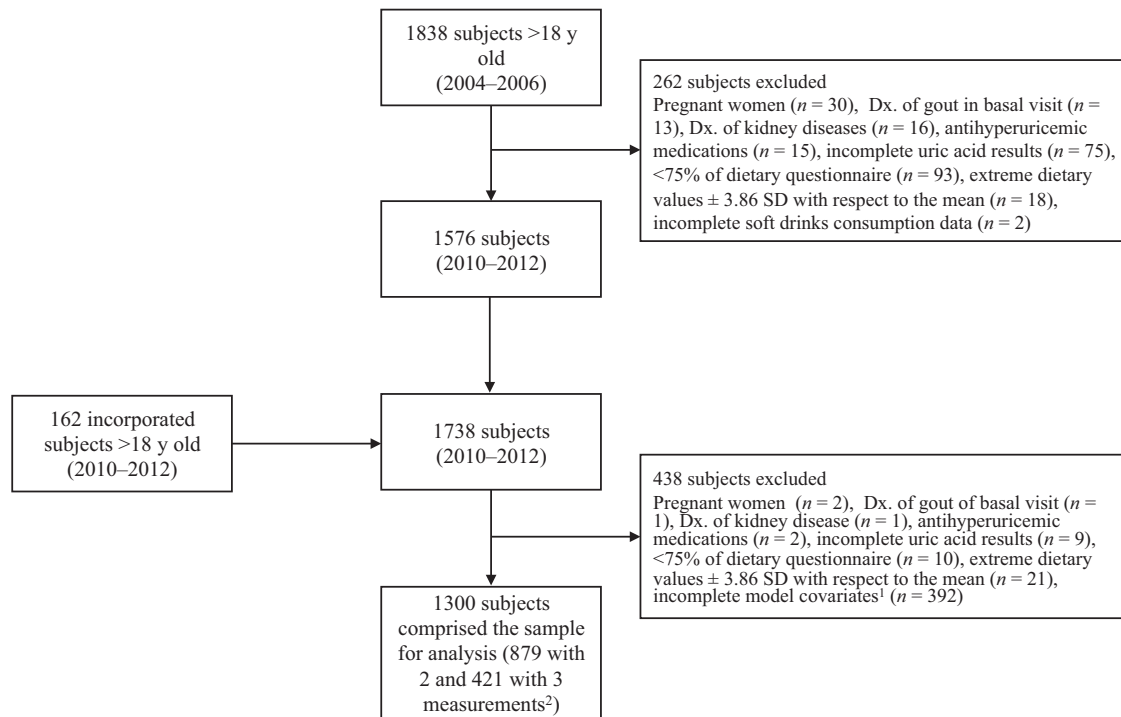 1838 subjects >18 y
old
(2004–2006)
262 subjects excluded
Pregnant women (n = 30),  Dx. of gout in basal visit (n =
13), Dx. of kidney diseases (n = 16), antihyperuricemic
medications (n = 15), incomplete uric acid results (n = 75),
<75% of dietary questionnaire (n = 93), extreme dietary
values ± 3.86 SD with respect to the mean (n = 18),
incomplete soft drinks consumption data (n = 2)
1576 subjects
(2010–2012)
162 incorporated
subjects >18 y old
(2010–2012)
1738 subjects
(2010–2012)
438 subjects excluded
Pregnant women  (n = 2),  Dx. of gout of basal visit (n =
1), Dx. of kidney disease (n = 1), antihyperuricemic
medications (n = 2), incomplete uric acid results (n = 9),
<75% of dietary questionnaire (n = 10), extreme dietary
values ± 3.86 SD with respect to the mean (n = 21),
incomplete model covariates¹ (n = 392)
1300 subjects
comprised the sample
for analysis (879 with
2 and 421 with 3
measurements²)